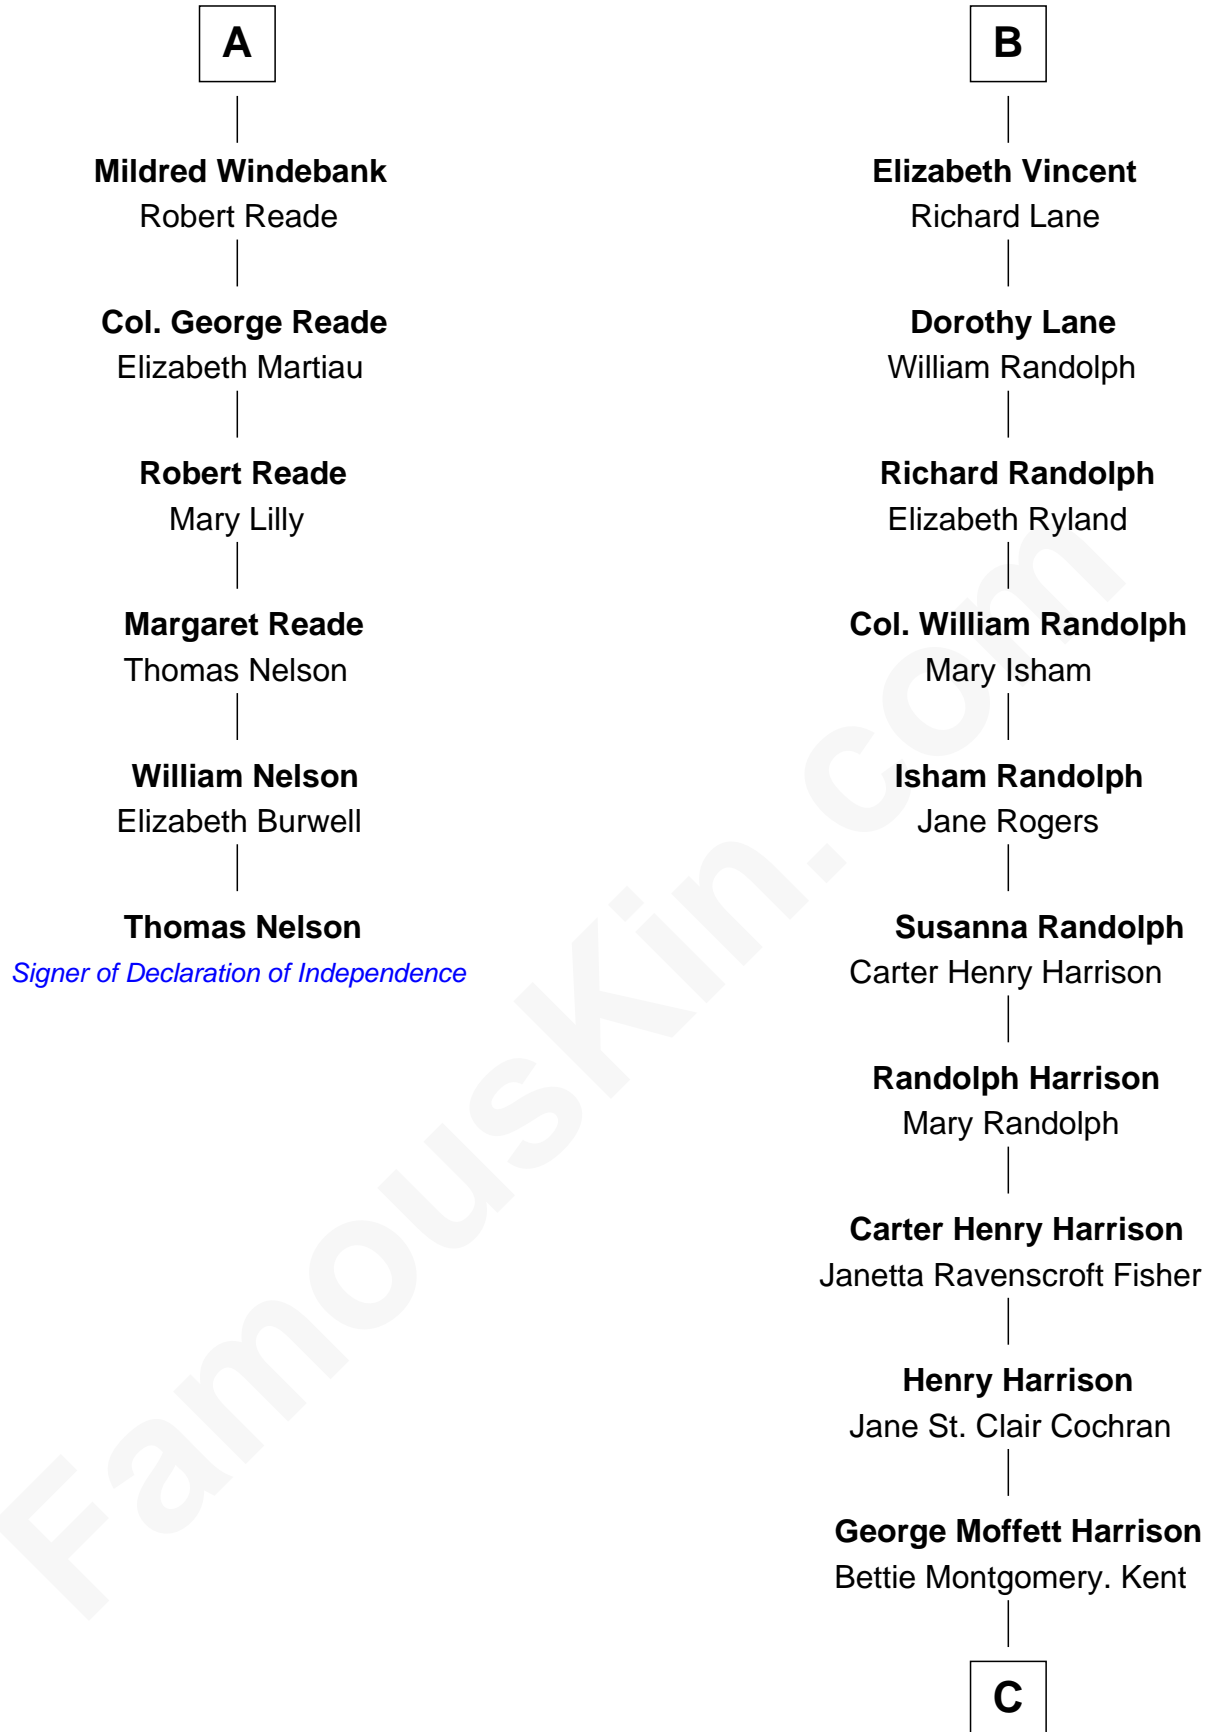 A
Mildred Windebank
Robert Reade
Col. George Reade
Elizabeth Martiau
Robert Reade
Mary Lilly
Margaret Reade
Thomas Nelson
William Nelson
Elizabeth Burwell
Thomas Nelson
Signer of Declaration of Independence
B
Elizabeth Vincent
Richard Lane
Dorothy Lane
William Randolph
Richard Randolph
Elizabeth Ryland
Col. William Randolph
Mary Isham
Isham Randolph
Jane Rogers
Susanna Randolph
Carter Henry Harrison
Randolph Harrison
Mary Randolph
Carter Henry Harrison
Janetta Ravenscroft Fisher
Henry Harrison
Jane St. Clair Cochran
George Moffett Harrison
Bettie Montgomery. Kent
C
FamousKin.com